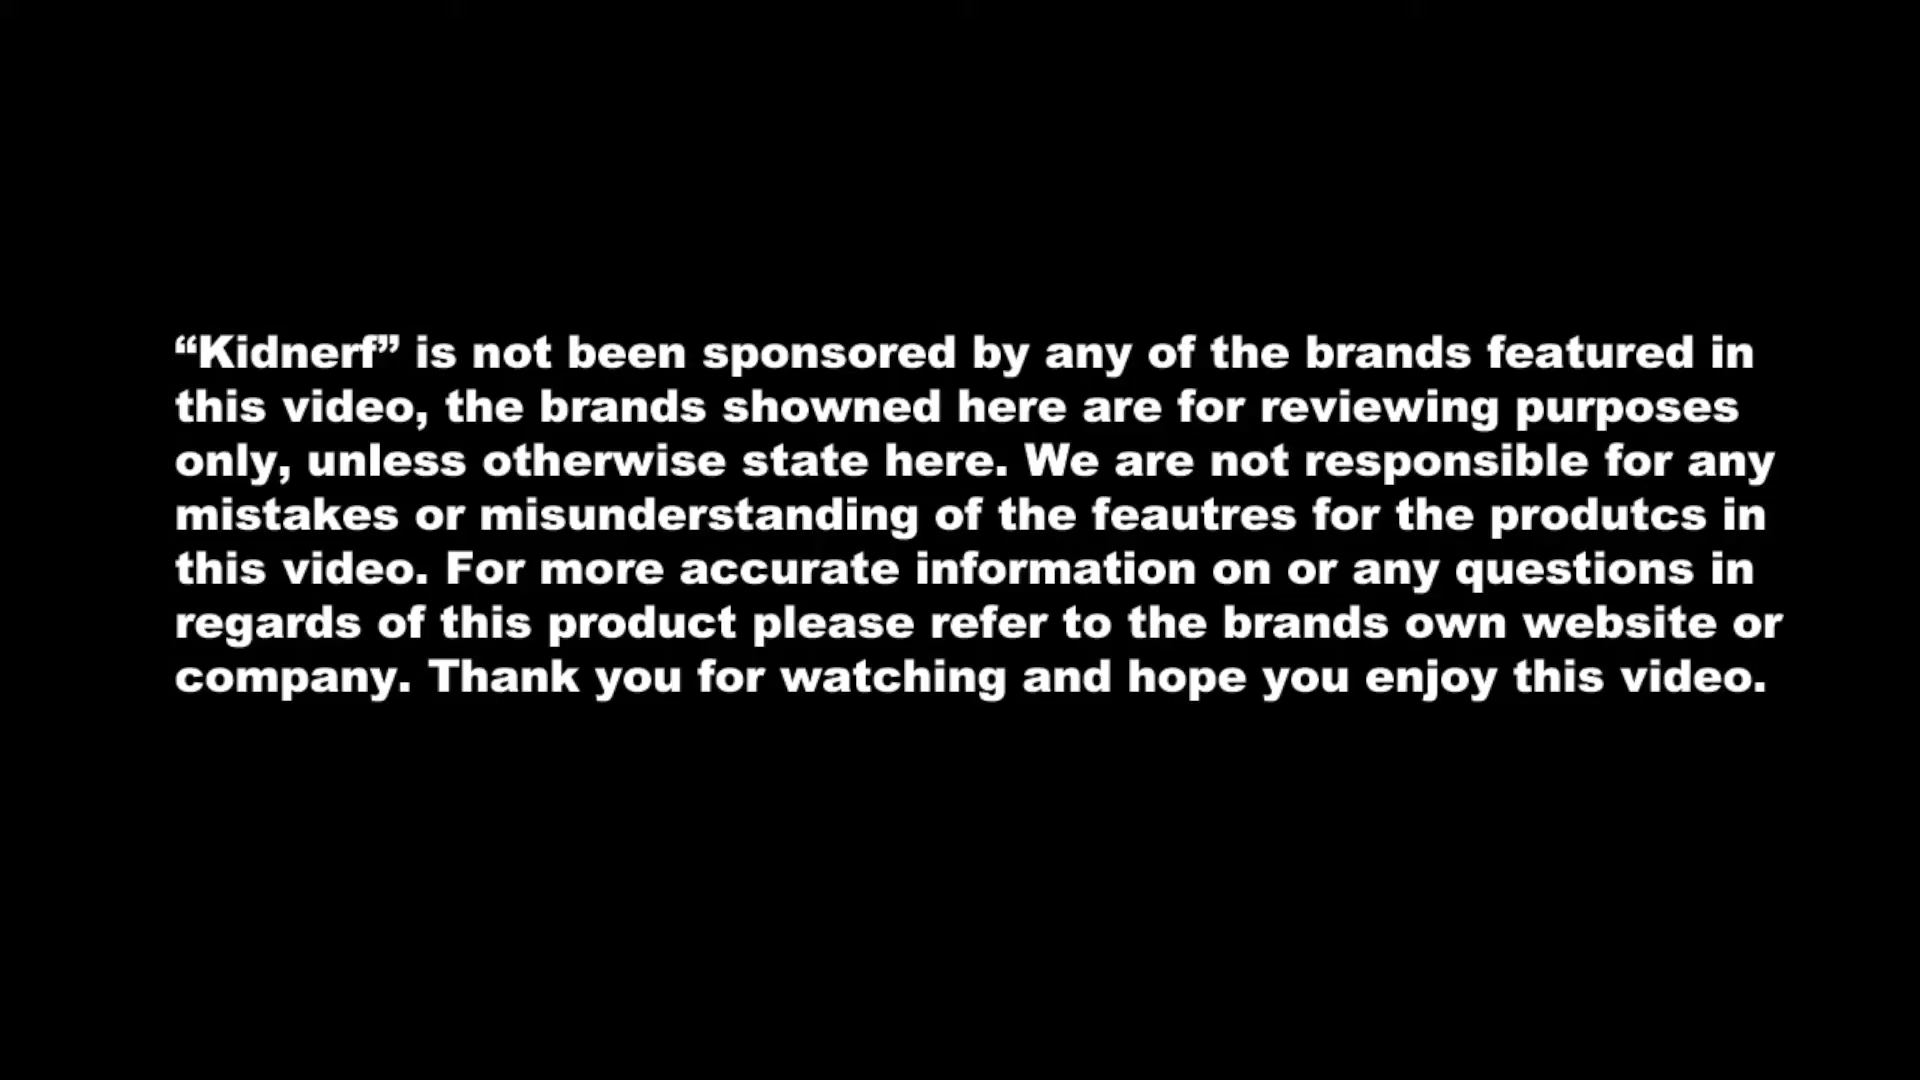 “Kidnerf” is not been sponsored by any of the brands featured in
this video, the brands showned here are for reviewing purposes
only, unless otherwise state here. We are not responsible for any
mistakes or misunderstanding of the feautres for the produtcs in
this video. For more accurate information on or any questions in
regards of this product please refer to the brands own website or
company. Thank you for watching and hope you enjoy this video.